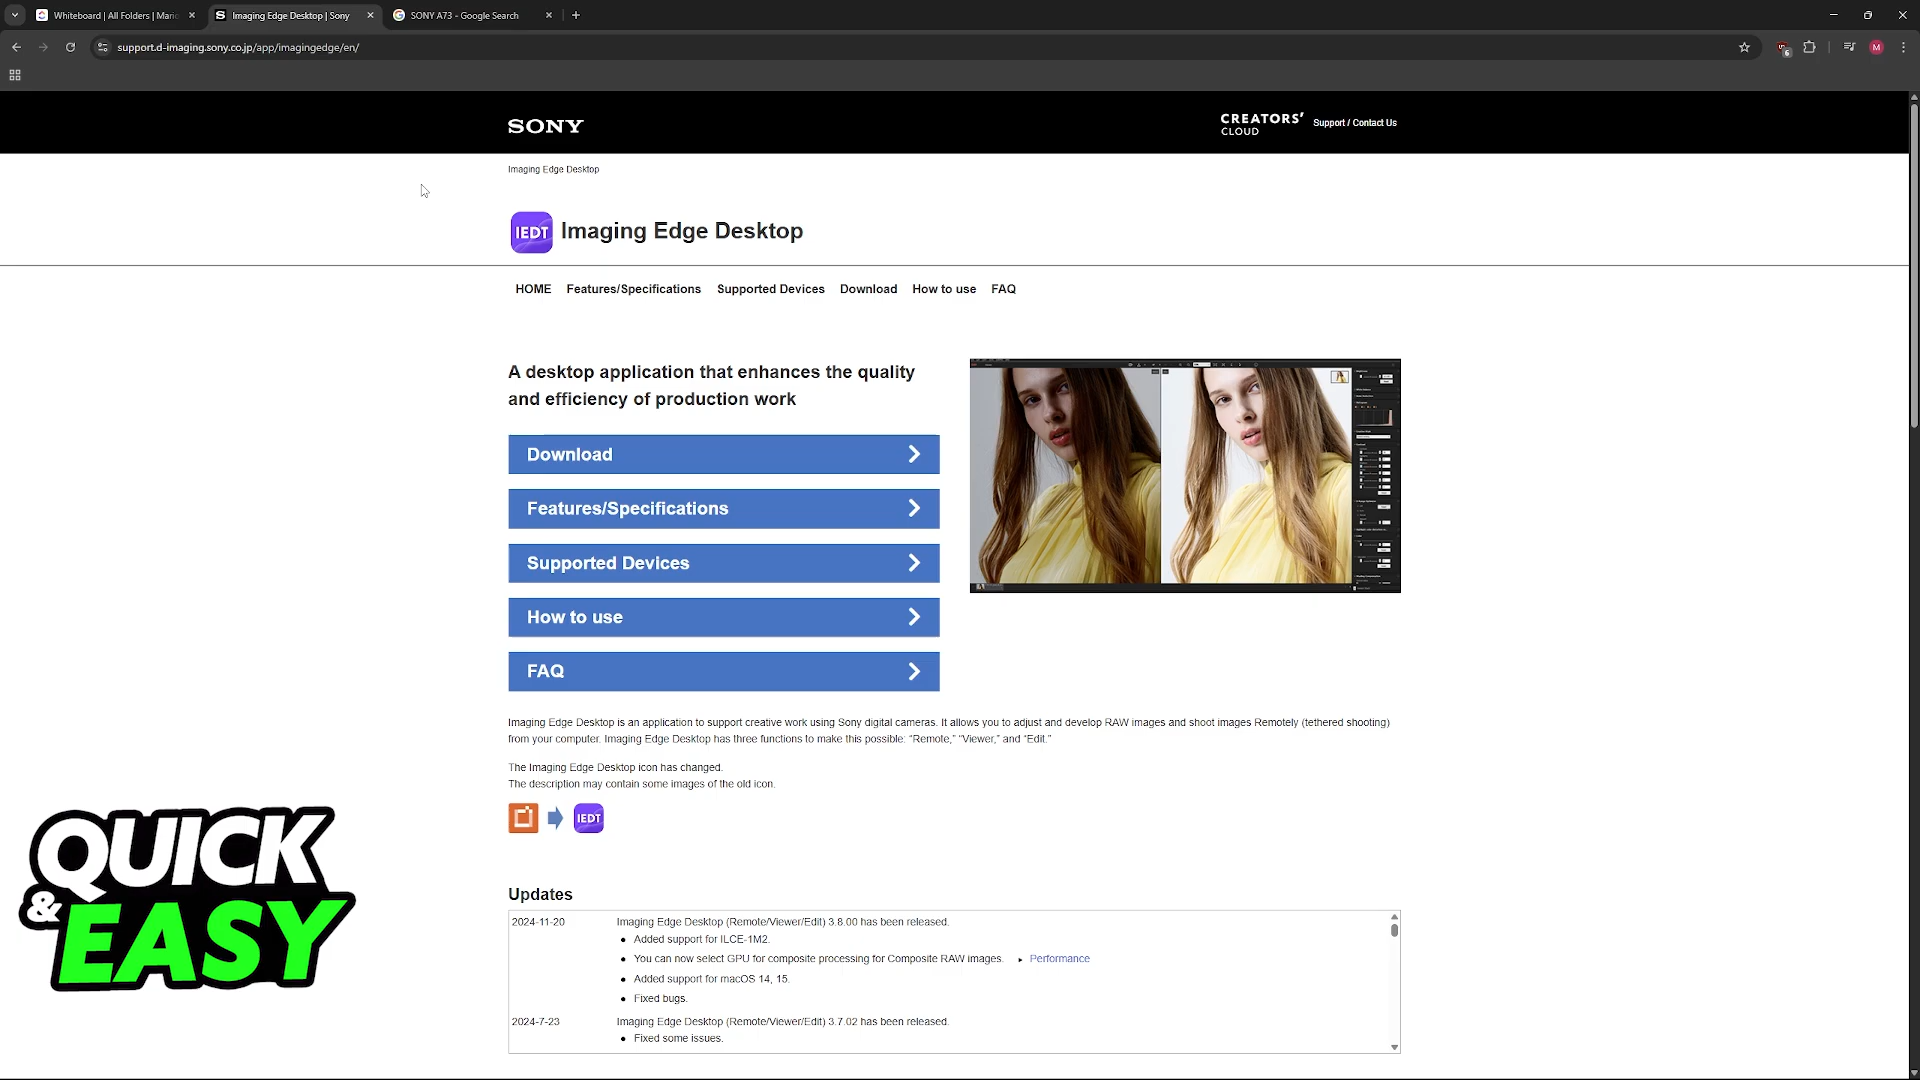 Whiteboard | All Folders | Mario
Imaging Edge Desktop | Sony
SONY A73 - Google Search
support.d-imaging.sony.co.jp/app/imagingedge/en/
6
M
SONY
CREATORS'
CLOUD
Support / Contact Us
Imaging Edge Desktop
IEDT
Imaging Edge Desktop
HOME
Features/Specifications
Supported Devices
Download
How to use
FAQ
A desktop application that enhances the quality
and efficiency of production work
Download
Features/Specifications
Supported Devices
How to use
FAQ
Imaging Edge Desktop is an application to support creative work using Sony digital cameras. It allows you to adjust and develop RAW images and shoot images Remotely (tethered shooting)
from your computer. Imaging Edge Desktop has three functions to make this possible: "Remote," "Viewer," and "Edit."
The Imaging Edge Desktop icon has changed.
The description may contain some images of the old icon.
IEDT
QUICK
& EASY
Updates
2024-11-20 Imaging Edge Desktop (Remote/Viewer/Edit) 3.8.00 has been released.
• Added support for ILCE-1M2.
• You can now select GPU for composite processing for Composite RAW images. ▸ Performance
• Added support for macOS 14, 15.
• Fixed bugs.
2024-7-23 Imaging Edge Desktop (Remote/Viewer/Edit) 3.7.02 has been released.
• Fixed some issues.